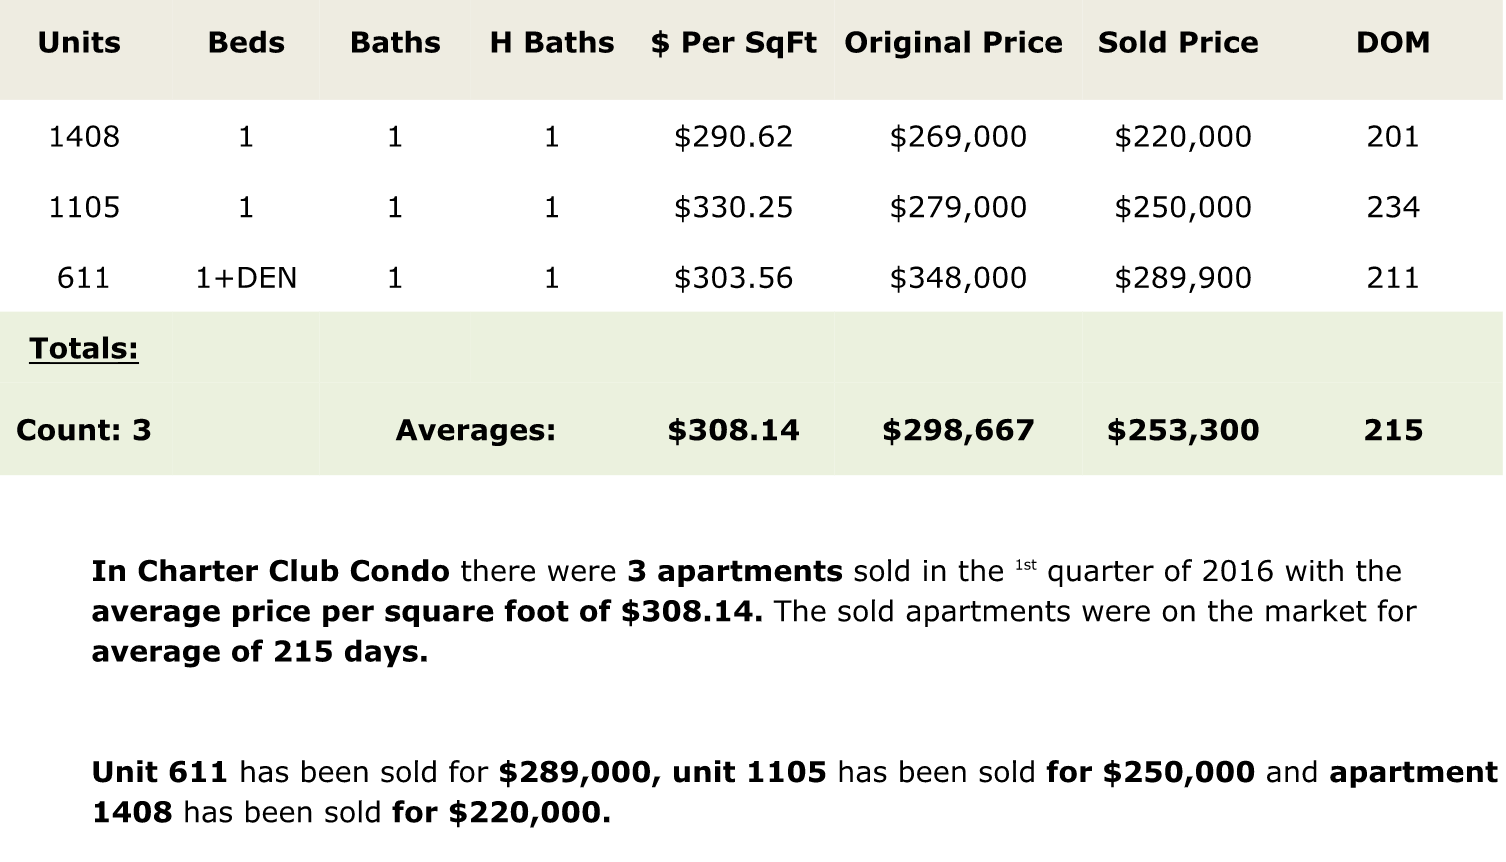 Units Beds Baths H Baths $ Per SqFt Original Price Sold Price DOM
1408 1 1 1 $290.62 $269,000 $220,000 201
1105 1 1 1 $330.25 $279,000 $250,000 234
611 1+DEN 1 1 $303.56 $348,000 $289,900 211
Totals:
Count: 3 Averages: $308.14 $298,667 $253,300 215
In Charter Club Condo there were 3 apartments sold in the 1st quarter of 2016 with the
average price per square foot of $308.14. The sold apartments were on the market for
average of 215 days.
Unit 611 has been sold for $289,000, unit 1105 has been sold for $250,000 and apartment
1408 has been sold for $220,000.